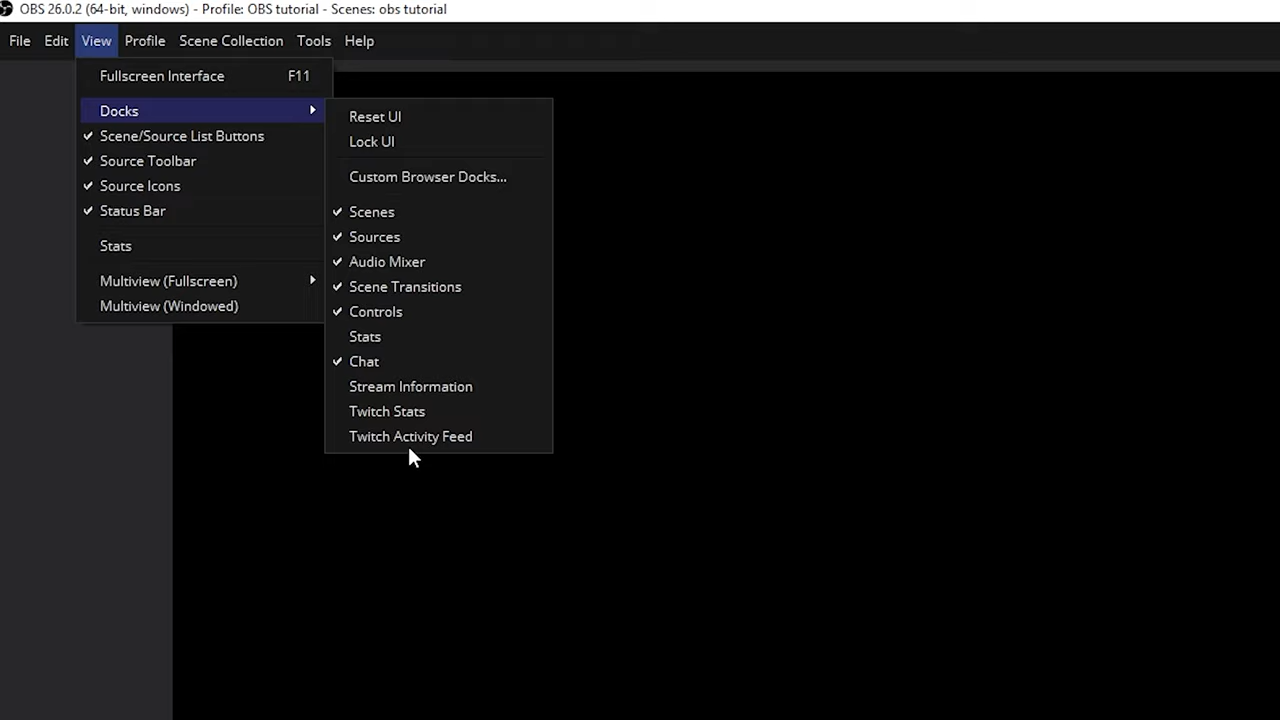 OBS 26.0.2 (64-bit, windows) - Profile: OBS tutorial - Scenes: obs tutorial
File Edit View Profile Scene Collection Tools Help
Fullscreen Interface F11
Docks
Scene/Source List Buttons
Source Toolbar
Source Icons
Status Bar
Stats
Multiview (Fullscreen)
Multiview (Windowed)
Reset UI
Lock UI
Custom Browser Docks...
Scenes
Sources
Audio Mixer
Scene Transitions
Controls
Stats
Chat
Stream Information
Twitch Stats
Twitch Activity Feed